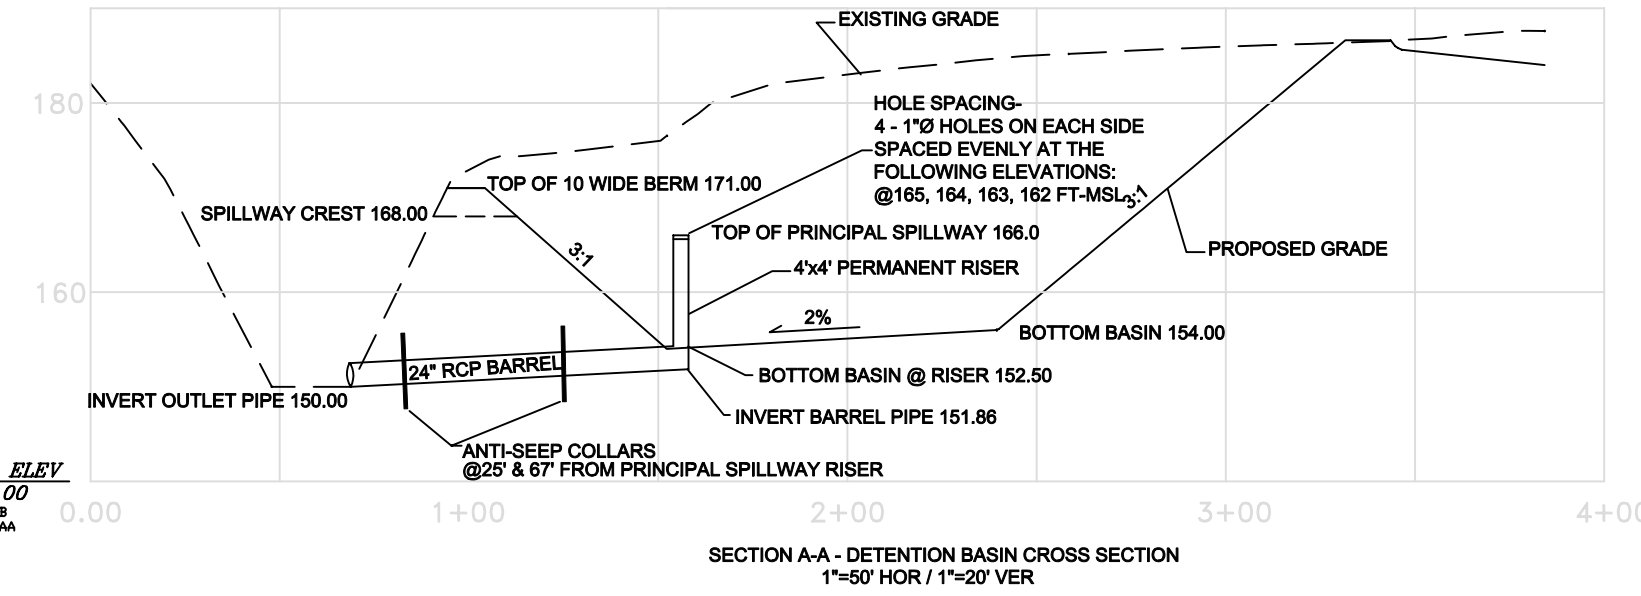 EXISTING GRADE
180
HOLE SPACING-
4 - 1"Ø HOLES ON EACH SIDE
SPACED EVENLY AT THE
FOLLOWING ELEVATIONS:
@165, 164, 163, 162 FT-MSL
TOP OF 10 WIDE BERM 171.00
SPILLWAY CREST 168.00
3:1
3:1
TOP OF PRINCIPAL SPILLWAY 166.0
PROPOSED GRADE
4'x4' PERMANENT RISER
160
2%
BOTTOM BASIN 154.00
24" RCP BARREL
BOTTOM BASIN @ RISER 152.50
INVERT OUTLET PIPE 150.00
INVERT BARREL PIPE 151.86
ANTI-SEEP COLLARS
@25' & 67' FROM PRINCIPAL SPILLWAY RISER
ELEV
00
B
AA
0.00
1+00
2+00
3+00
4+00
SECTION A-A - DETENTION BASIN CROSS SECTION
1"=50' HOR / 1"=20' VER